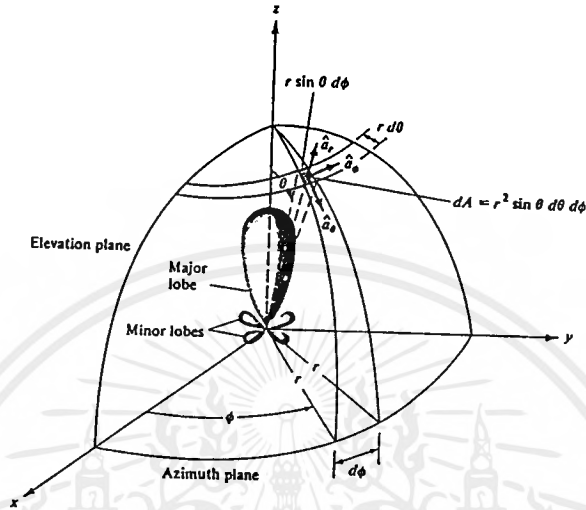 z
r sin θ dφ
r dθ
âr
âφ
θ
âθ
dA = r² sin θ dθ dφ
Elevation plane
Major
lobe
Minor lobes
y
r
r
φ
Azimuth plane
dφ
x